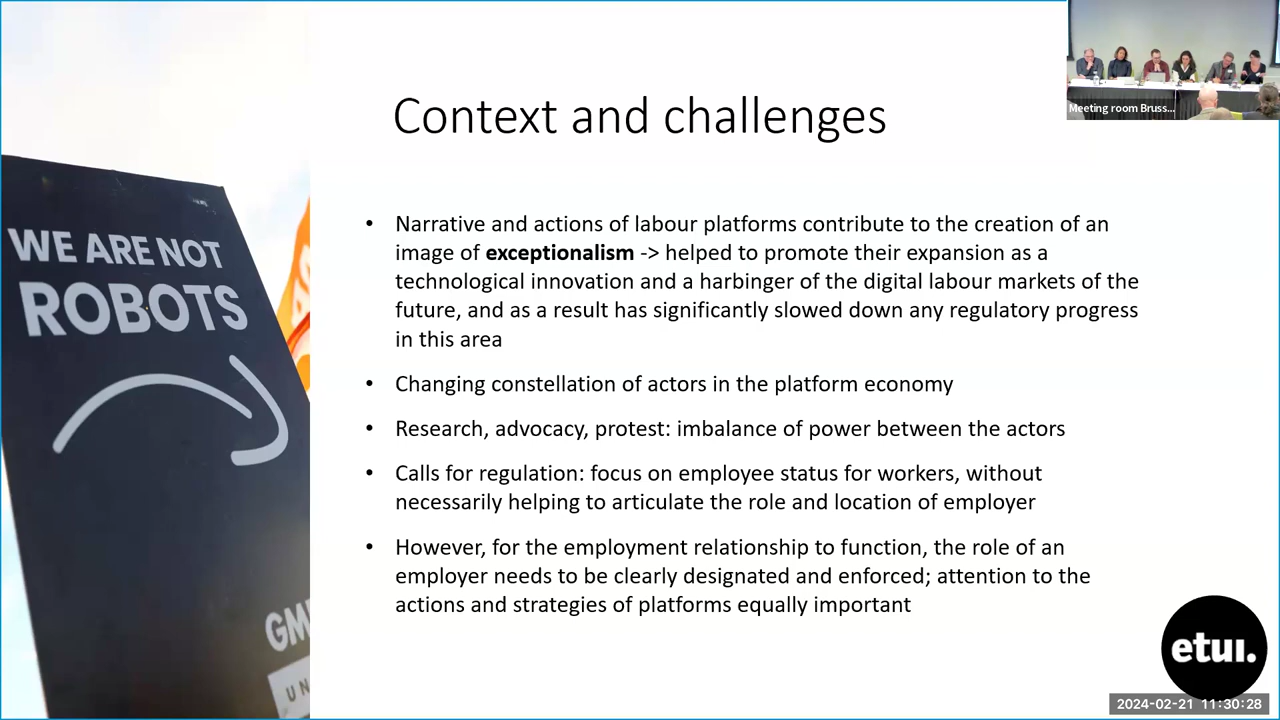 Context and challenges
• Narrative and actions of labour platforms contribute to the creation of an
image of exceptionalism -> helped to promote their expansion as a
technological innovation and a harbinger of the digital labour markets of the
future, and as a result has significantly slowed down any regulatory progress
in this area
• Changing constellation of actors in the platform economy
• Research, advocacy, protest: imbalance of power between the actors
• Calls for regulation: focus on employee status for workers, without
necessarily helping to articulate the role and location of employer
• However, for the employment relationship to function, the role of an
employer needs to be clearly designated and enforced; attention to the
actions and strategies of platforms equally important
WE ARE NOT
ROBOTS
GM
UN
Meeting room Bruss...
etui.
2024-02-21 11:30:28